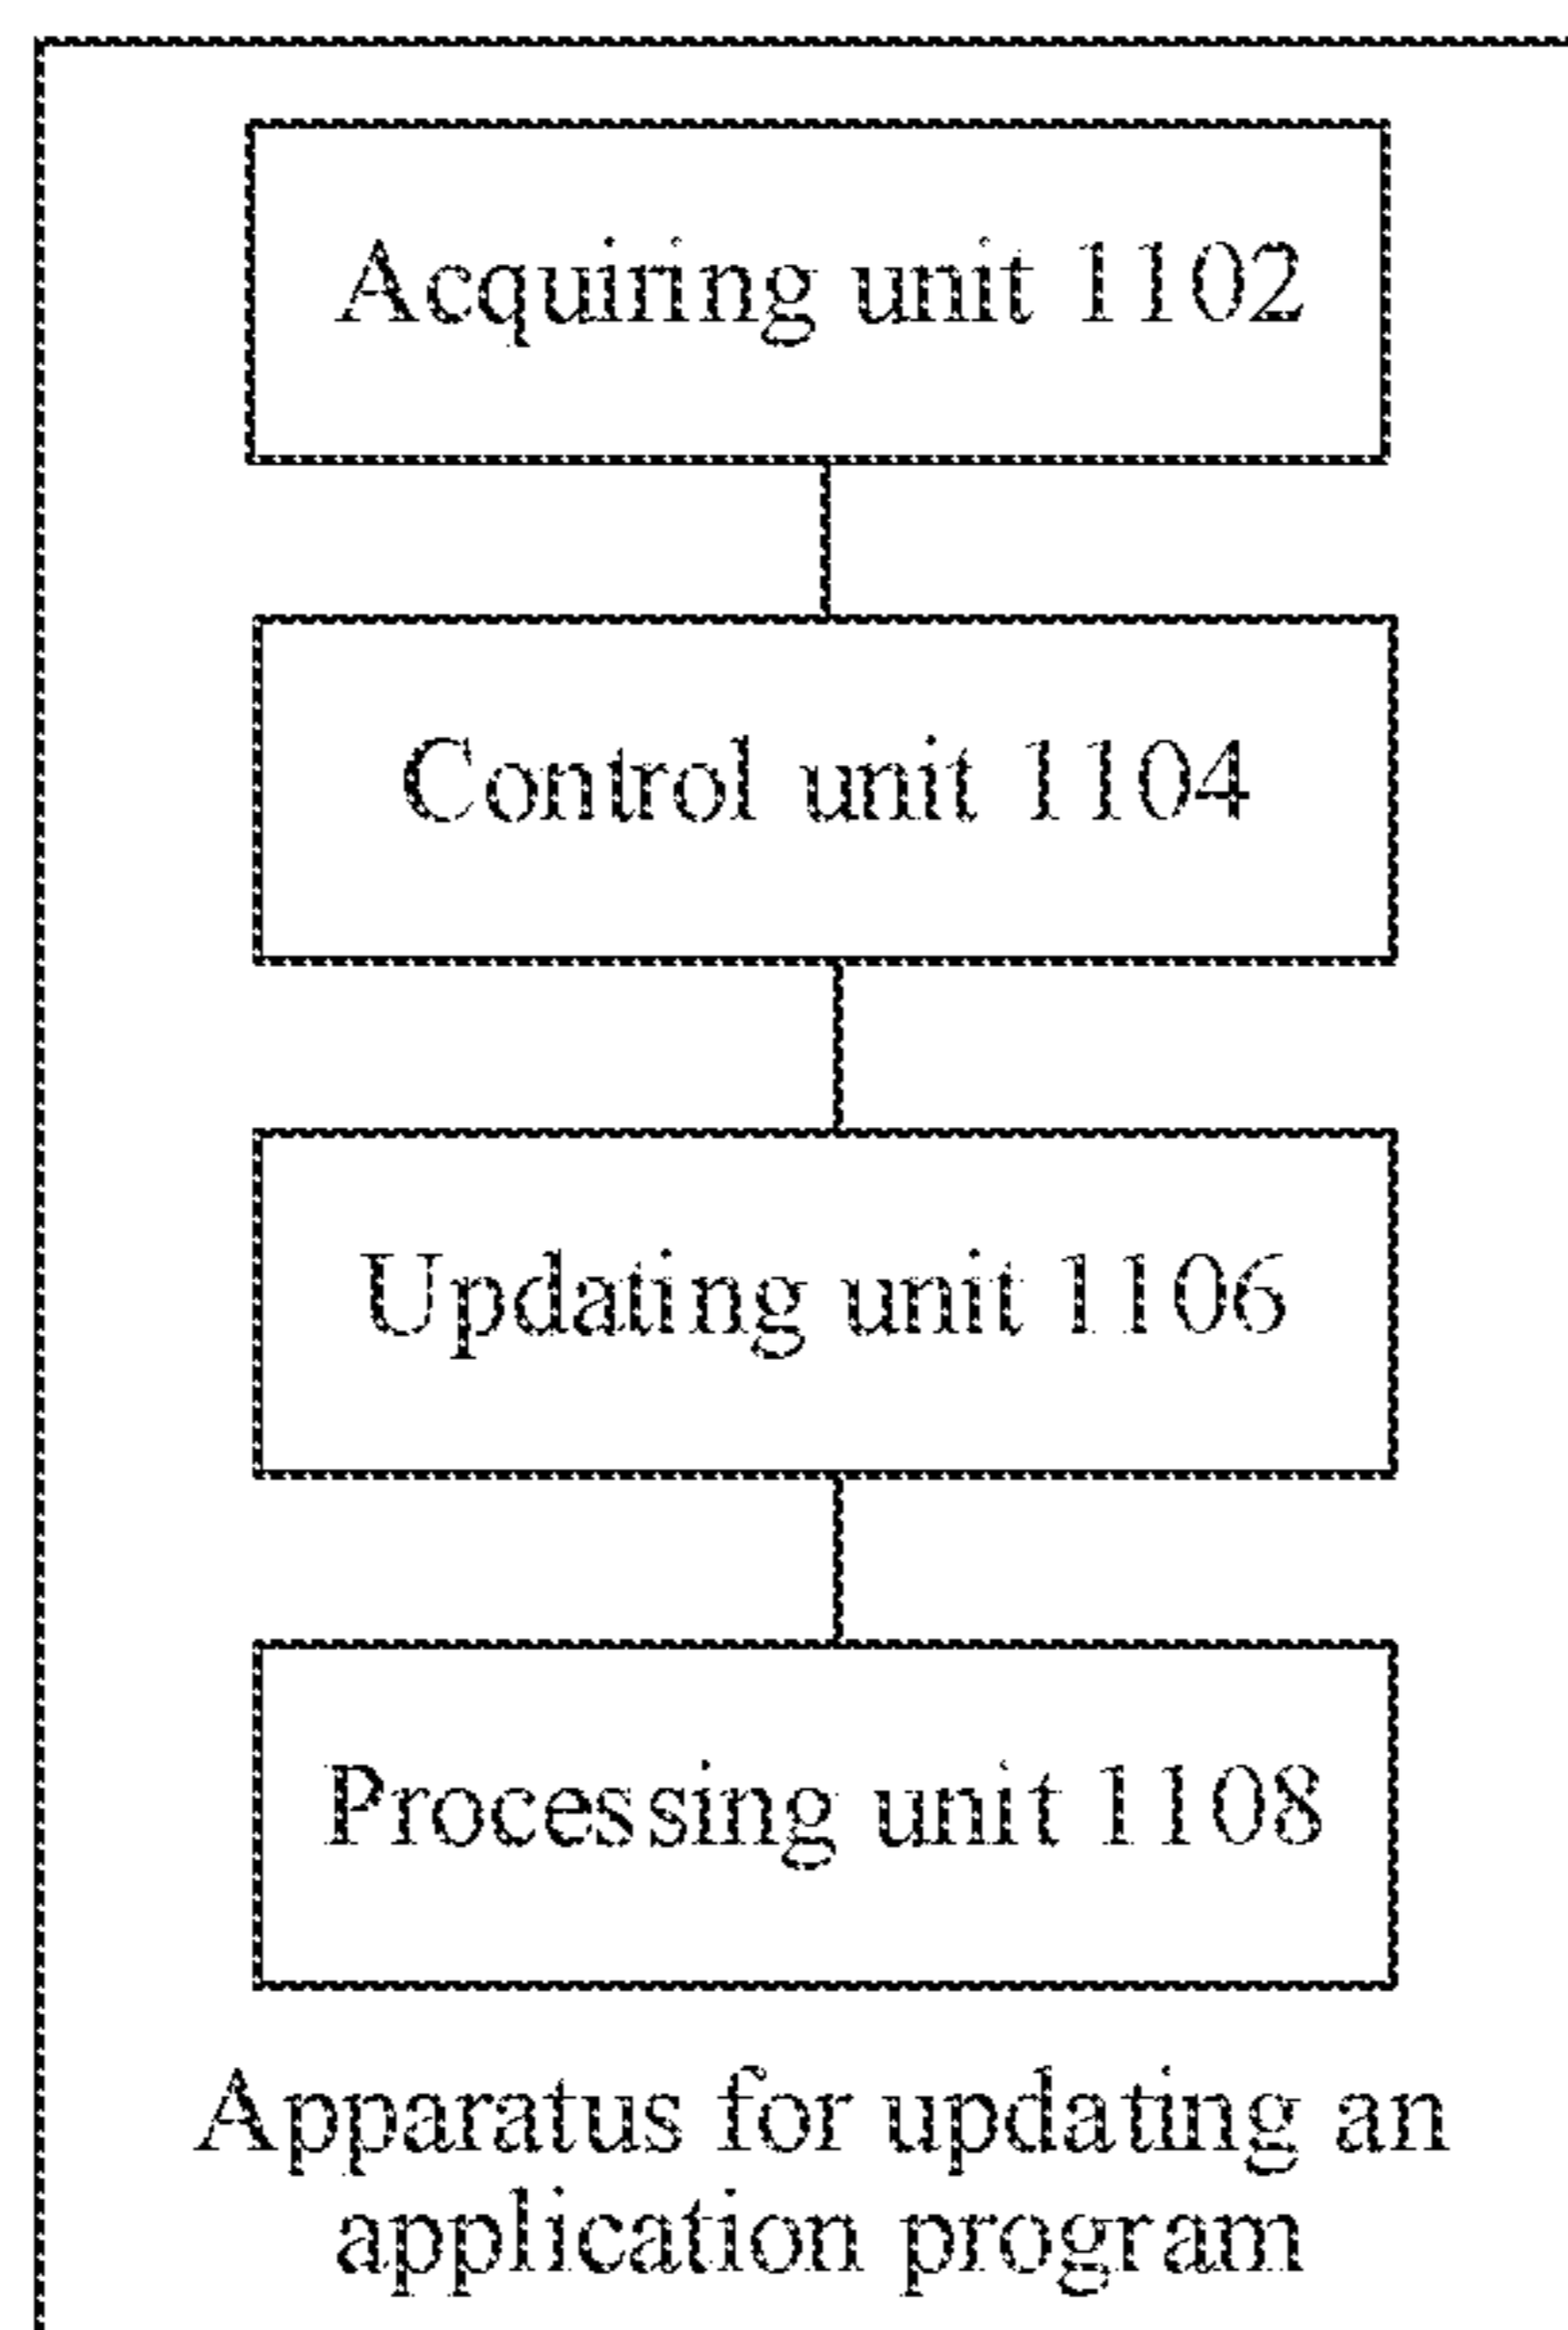 Acquiring unit 1102
Control unit 1104
Updating unit 1106
Processing unit 1108
Apparatus for updating an
application program